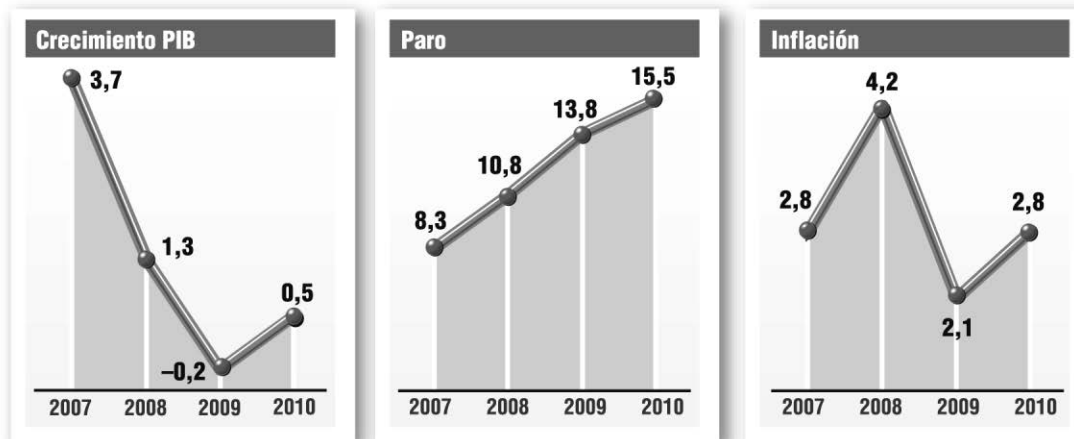 Crecimiento PIB
3,7
1,3
–0,2
0,5
2007 2008 2009 2010
Paro
8,3
10,8
13,8
15,5
2007 2008 2009 2010
Inflación
2,8
4,2
2,1
2,8
2007 2008 2009 2010